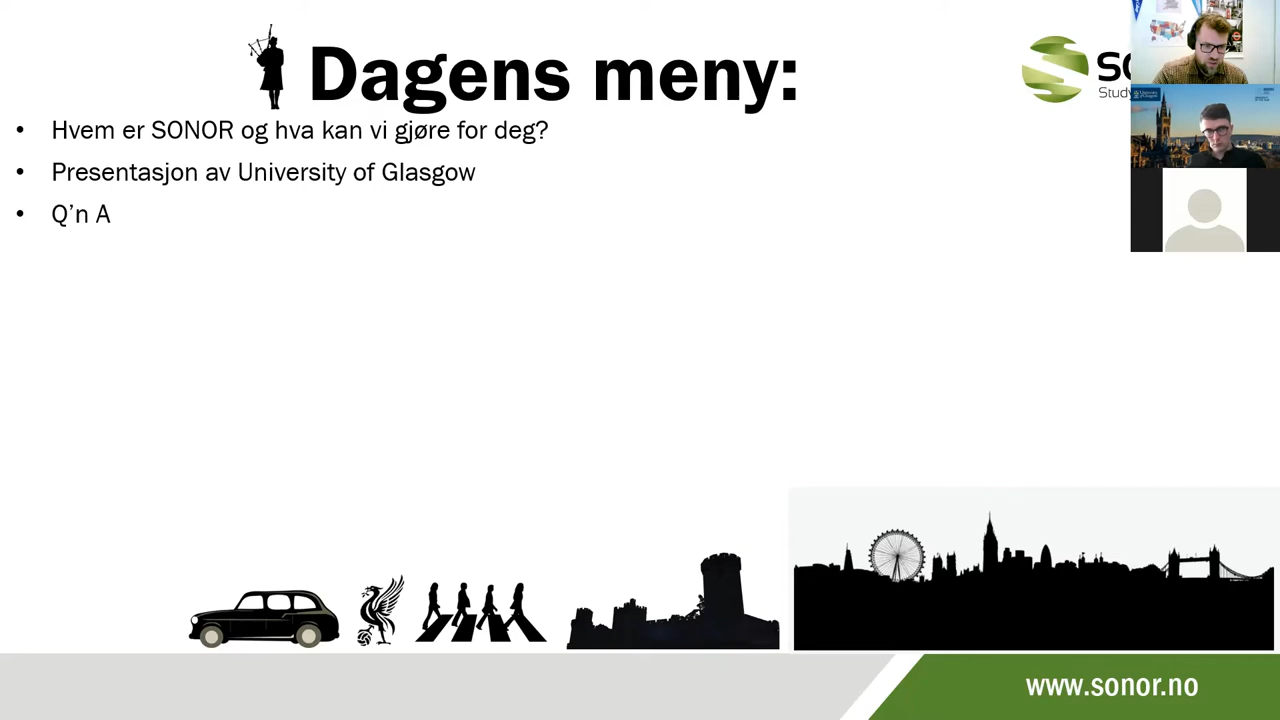 Dagens meny:
• Hvem er SONOR og hva kan vi gjøre for deg?
• Presentasjon av University of Glasgow
• Q’n A
www.sonor.no